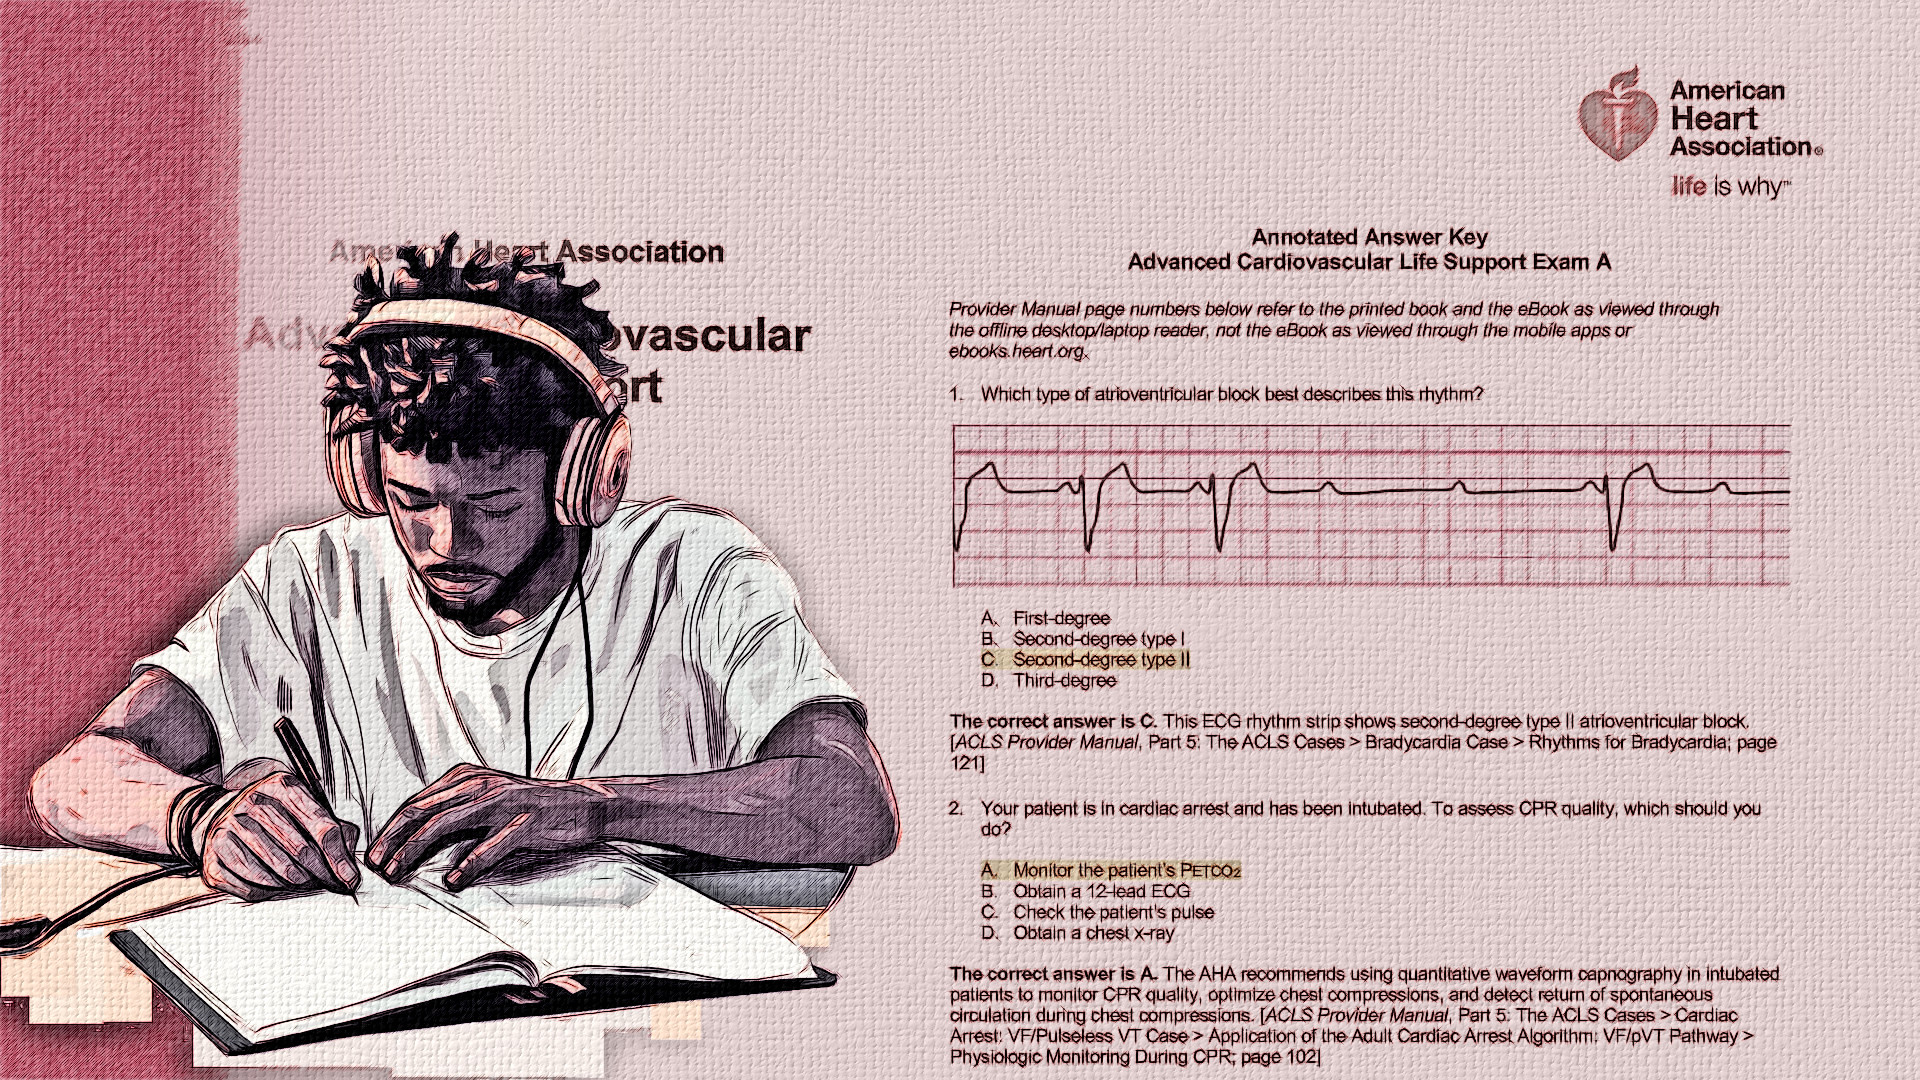 American Heart Association
Adv ovascular
ort
American
Heart
Association®
life is why™
Annotated Answer Key
Advanced Cardiovascular Life Support Exam A
Provider Manual page numbers below refer to the printed book and the eBook as viewed through
the offline desktop/laptop reader, not the eBook as viewed through the mobile apps or
ebooks.heart.org.
1. Which type of atrioventricular block best describes this rhythm?
A. First-degree
B. Second-degree type I
C. Second-degree type II
D. Third-degree
The correct answer is C. This ECG rhythm strip shows second-degree type II atrioventricular block.
[ACLS Provider Manual, Part 5: The ACLS Cases > Bradycardia Case > Rhythms for Bradycardia; page
121]
2. Your patient is in cardiac arrest and has been intubated. To assess CPR quality, which should you
do?
A. Monitor the patient's PETCO₂
B. Obtain a 12-lead ECG
C. Check the patient's pulse
D. Obtain a chest x-ray
The correct answer is A. The AHA recommends using quantitative waveform capnography in intubated
patients to monitor CPR quality, optimize chest compressions, and detect return of spontaneous
circulation during chest compressions. [ACLS Provider Manual, Part 5: The ACLS Cases > Cardiac
Arrest: VF/Pulseless VT Case > Application of the Adult Cardiac Arrest Algorithm: VF/pVT Pathway >
Physiologic Monitoring During CPR; page 102]